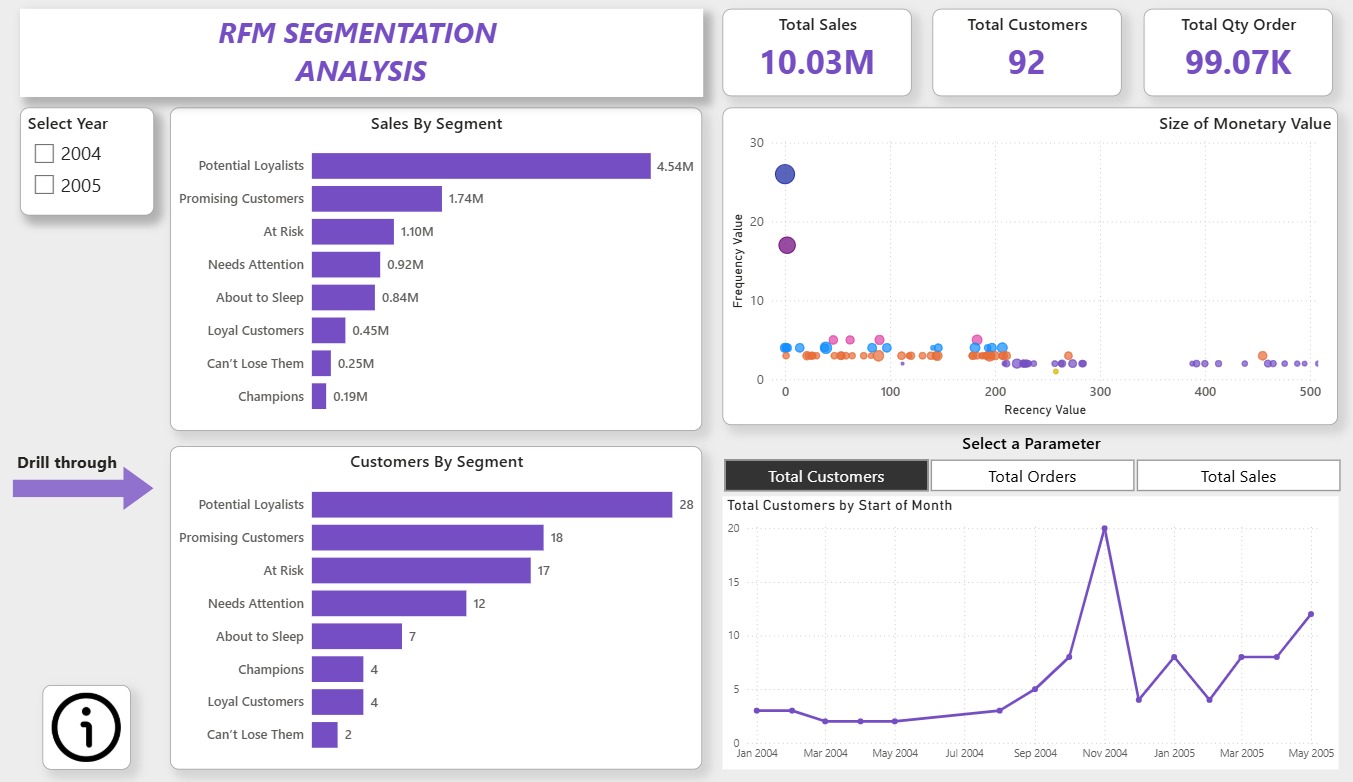 RFM SEGMENTATION
ANALYSIS
Total Sales
10.03M
Total Customers
92
Total Qty Order
99.07K
Select Year
2004
2005
Sales By Segment
Potential Loyalists 4.54M
Promising Customers 1.74M
At Risk 1.10M
Needs Attention 0.92M
About to Sleep 0.84M
Loyal Customers 0.45M
Can't Lose Them 0.25M
Champions 0.19M
Size of Monetary Value
Frequency Value
30
20
10
0
0 100 200 300 400 500
Recency Value
Drill through
Customers By Segment
Potential Loyalists 28
Promising Customers 18
At Risk 17
Needs Attention 12
About to Sleep 7
Champions 4
Loyal Customers 4
Can't Lose Them 2
Select a Parameter
Total Customers Total Orders Total Sales
Total Customers by Start of Month
20
15
10
5
0
Jan 2004 Mar 2004 May 2004 Jul 2004 Sep 2004 Nov 2004 Jan 2005 Mar 2005 May 2005